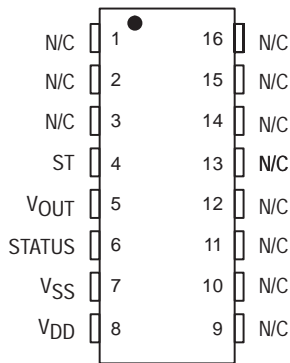 N/C 1 16 N/C
N/C 2 15 N/C
N/C 3 14 N/C
ST 4 13 N/C
VOUT 5 12 N/C
STATUS 6 11 N/C
VSS 7 10 N/C
VDD 8 9 N/C